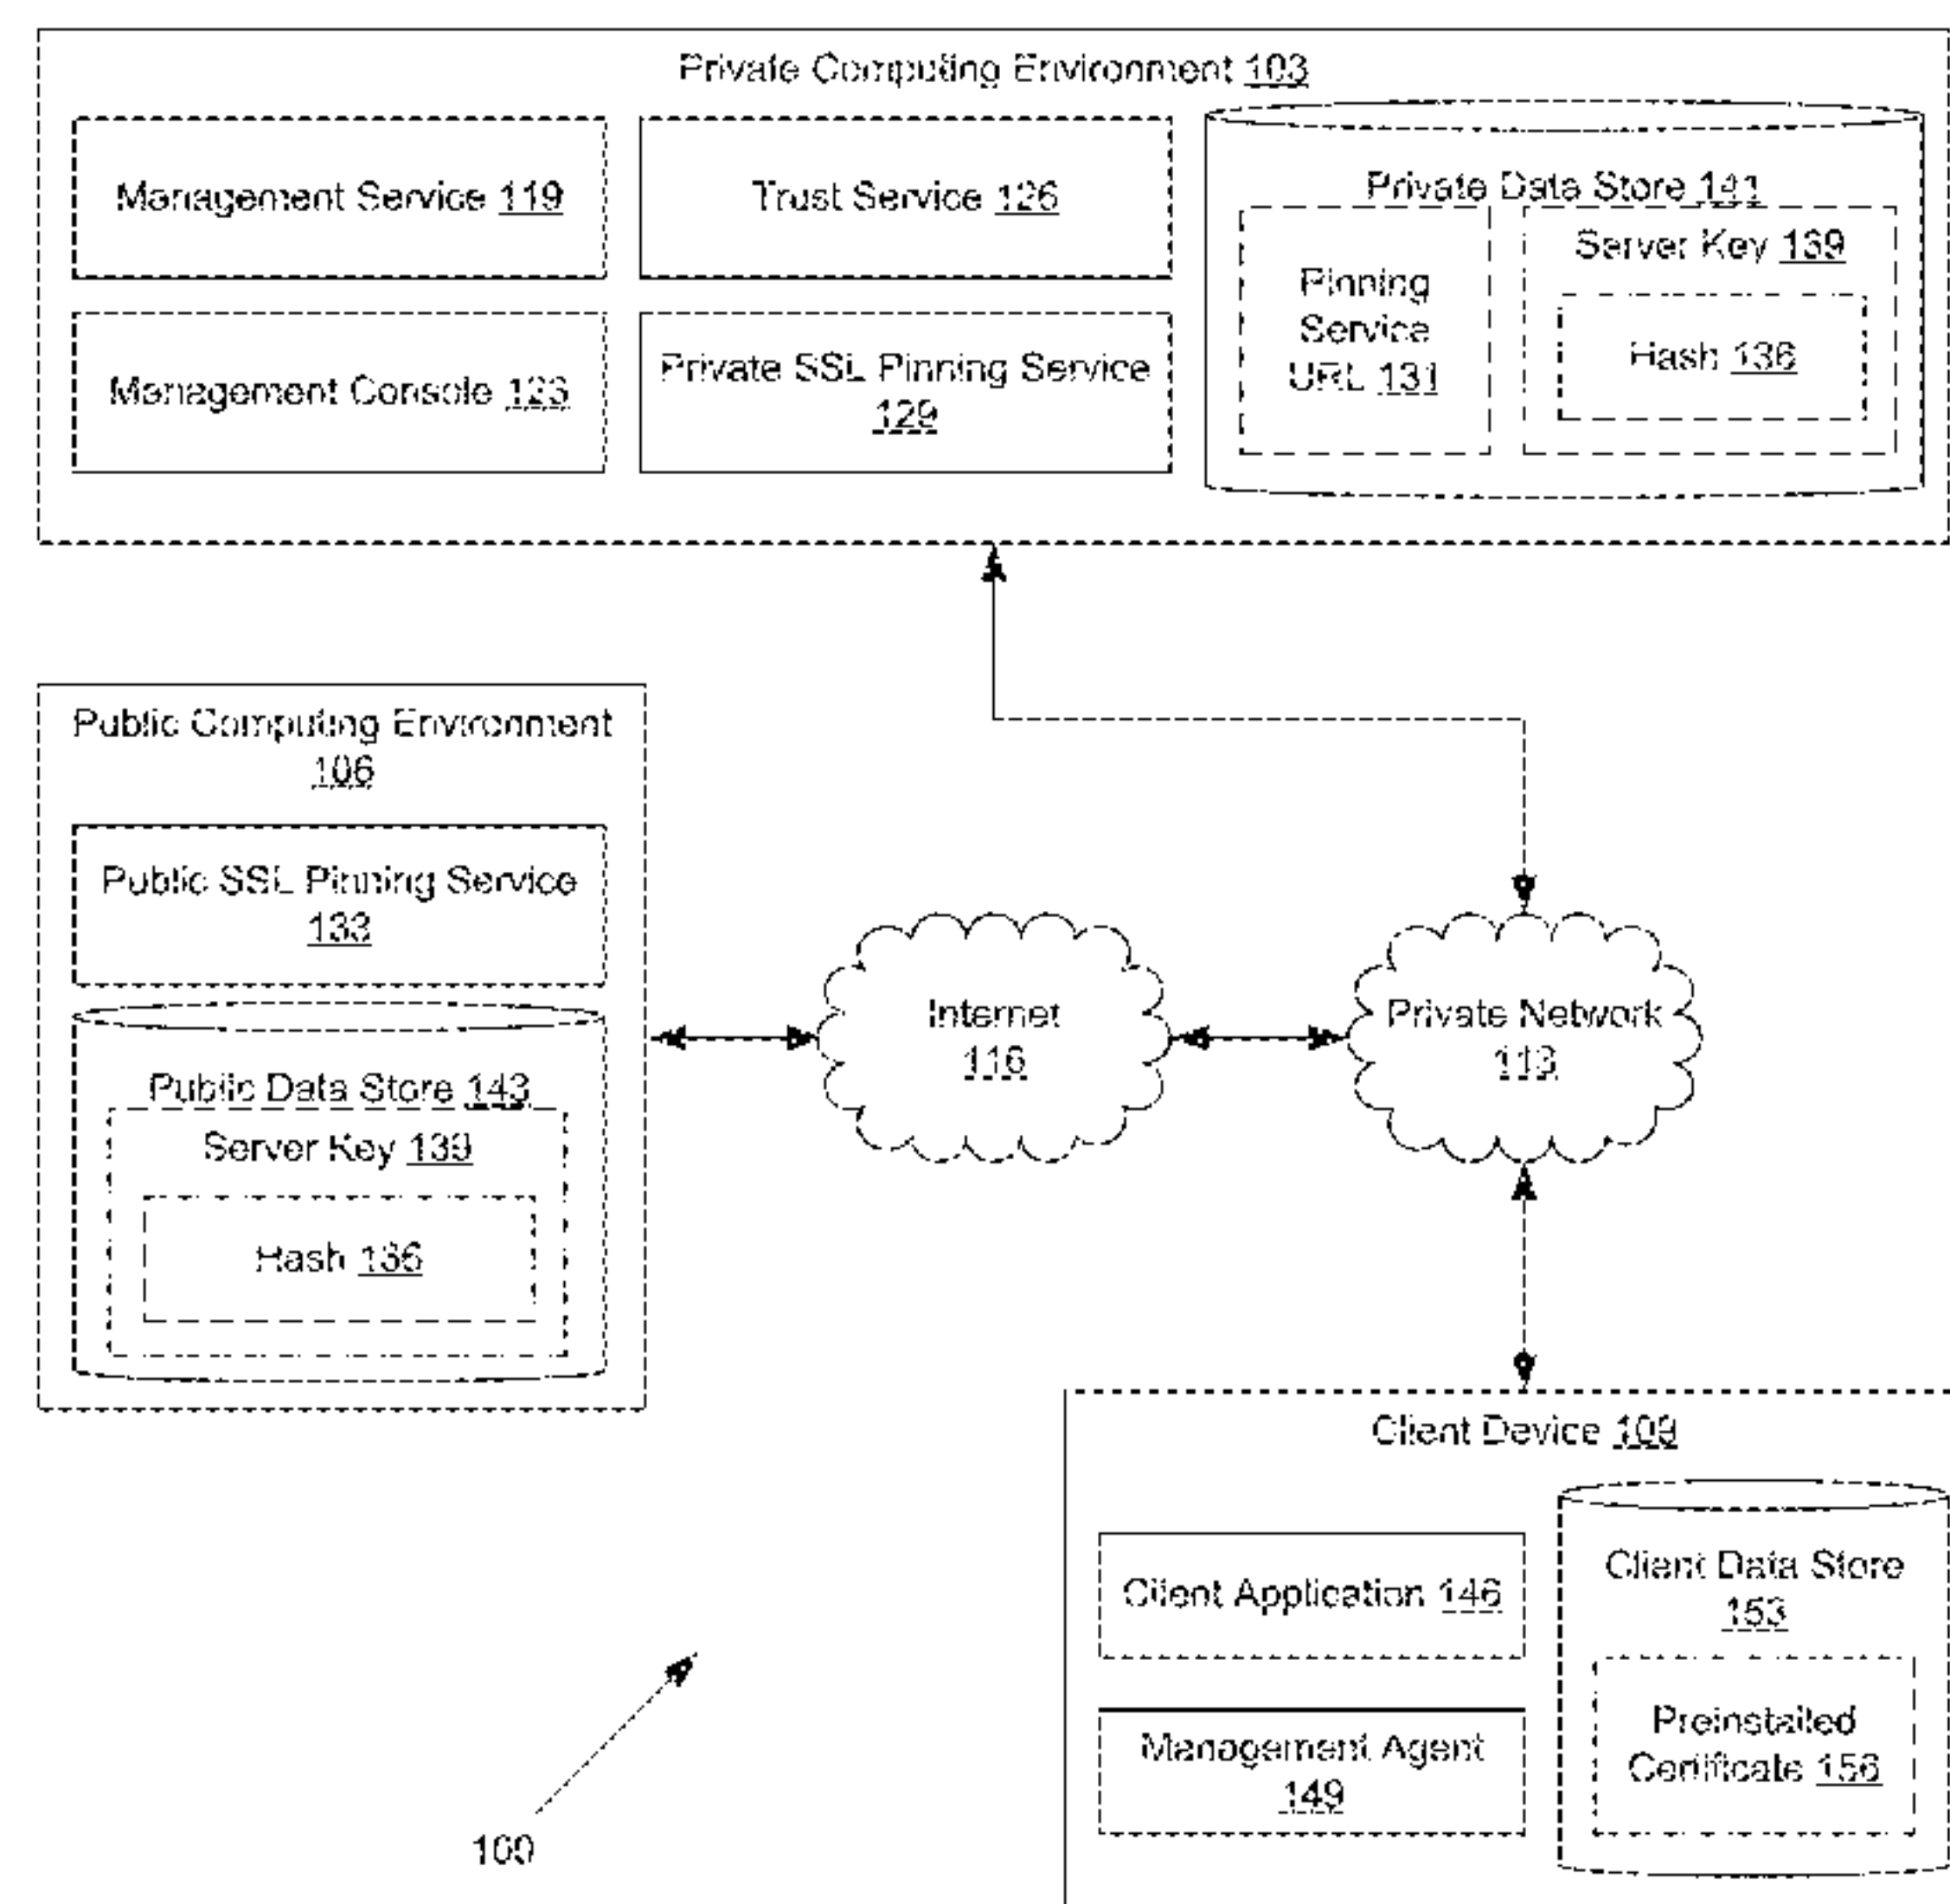 Private Computing Environment 103
Management Service 119
Trust Service 126
Private Data Store 141
Pinning
Service
URL 131
Server Key 139
Hash 136
Management Console 123
Private SSL Pinning Service
129
Public Computing Environment
106
Public SSL Pinning Service
133
Public Data Store 143
Server Key 139
Hash 136
Internet
116
Private Network
113
Client Device 109
Client Application 146
Management Agent
149
Client Data Store
153
Preinstalled
Certificate 156
100